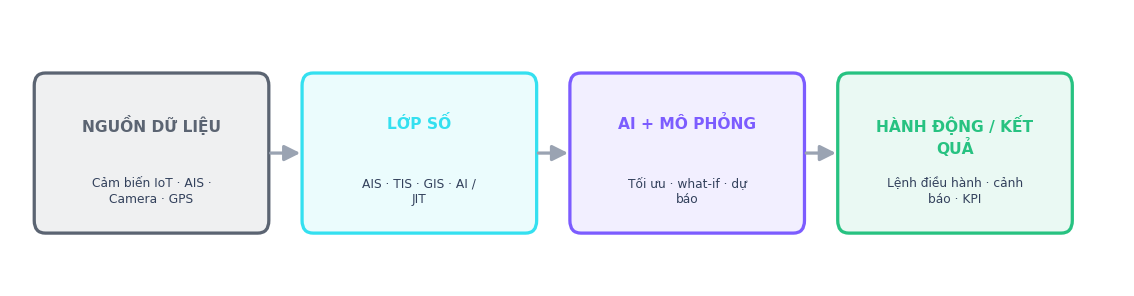 NGUỒN DỮ LIỆU
Cảm biến IoT · AIS ·
Camera · GPS
LỚP SỐ
AIS · TIS · GIS · AI /
JIT
AI + MÔ PHỎNG
Tối ưu · what-if · dự
báo
HÀNH ĐỘNG / KẾT
QUẢ
Lệnh điều hành · cảnh
báo · KPI